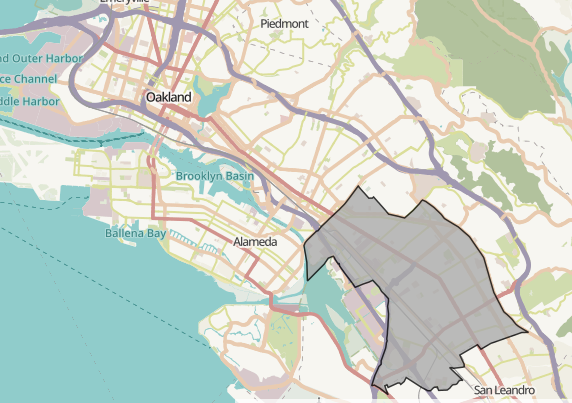 Emeryville
Piedmont
nd Outer Harbor
ce Channel
ddle Harbor
Oakland
Brooklyn Basin
Ballena Bay
Alameda
San Leandro